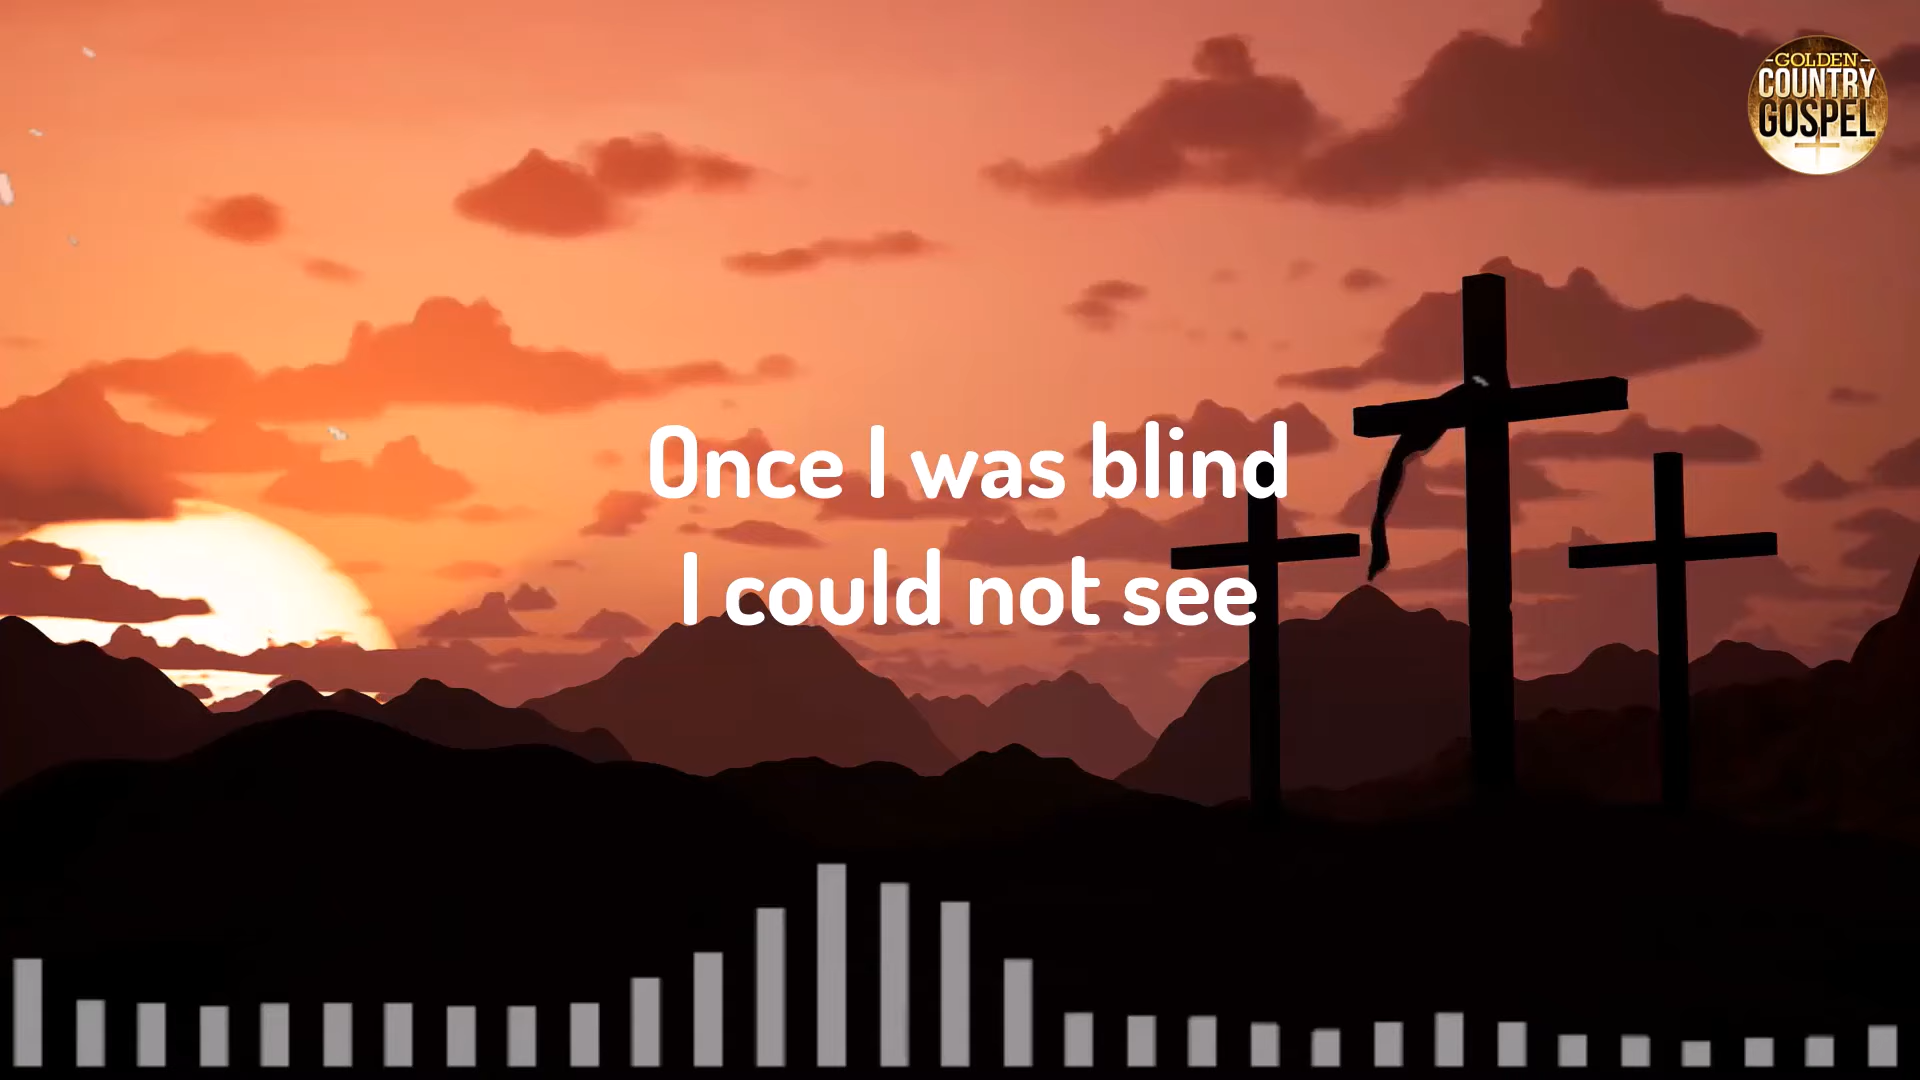 -GOLDEN-
COUNTRY
GOSPEL
Once I was blind
I could not see